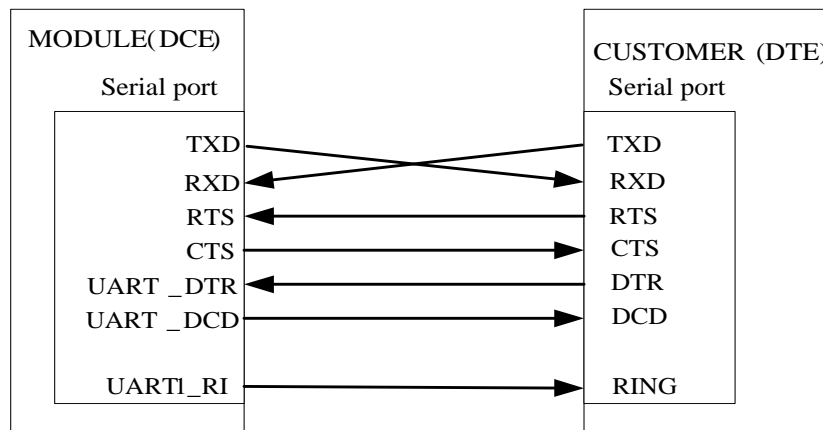 MODULE(DCE)
CUSTOMER (DTE)
Serial port
Serial port
TXD
TXD
RXD
RXD
RTS
RTS
CTS
CTS
UART _DTR
DTR
UART _DCD
DCD
UART1_RI
RING